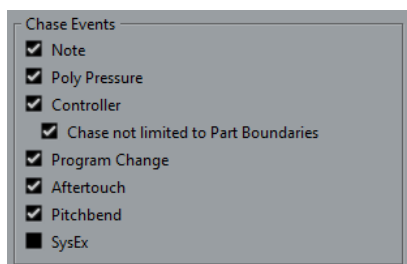 Chase Events
Note
Poly Pressure
Controller
Chase not limited to Part Boundaries
Program Change
Aftertouch
Pitchbend
SysEx